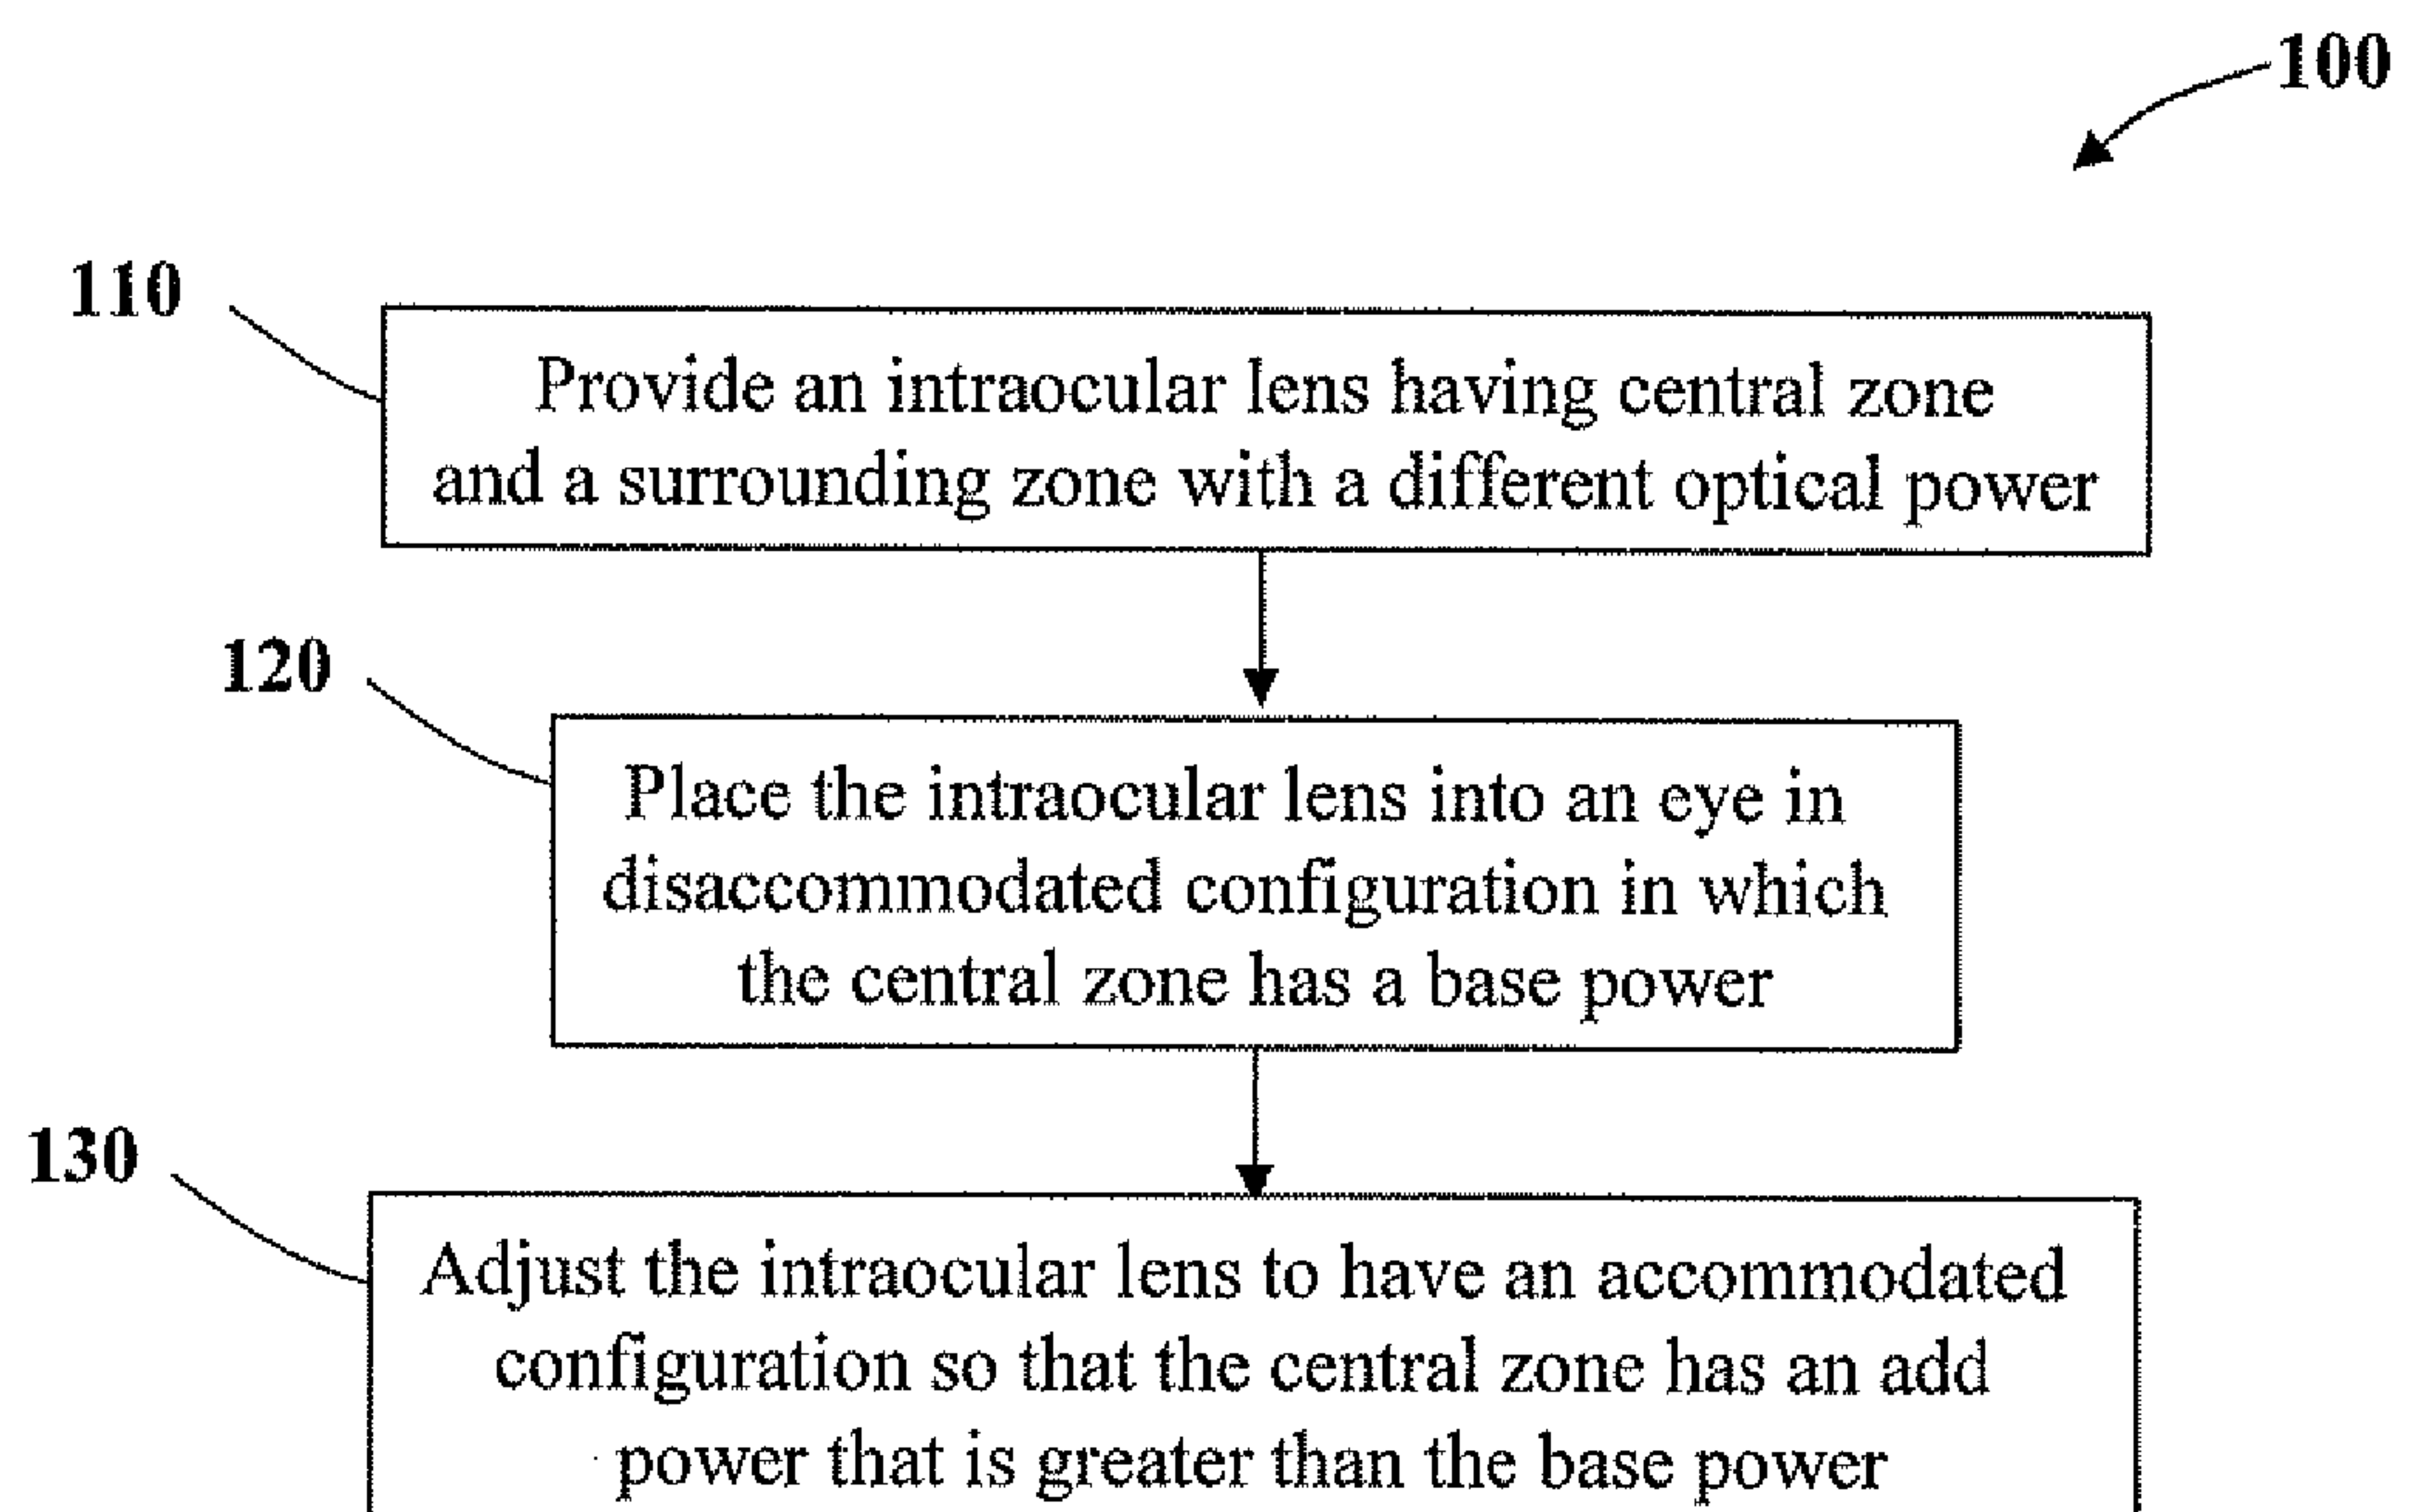 100
110
Provide an intraocular lens having central zone
and a surrounding zone with a different optical power
120
Place the intraocular lens into an eye in
disaccommodated configuration in which
the central zone has a base power
130
Adjust the intraocular lens to have an accommodated
configuration so that the central zone has an add
power that is greater than the base power